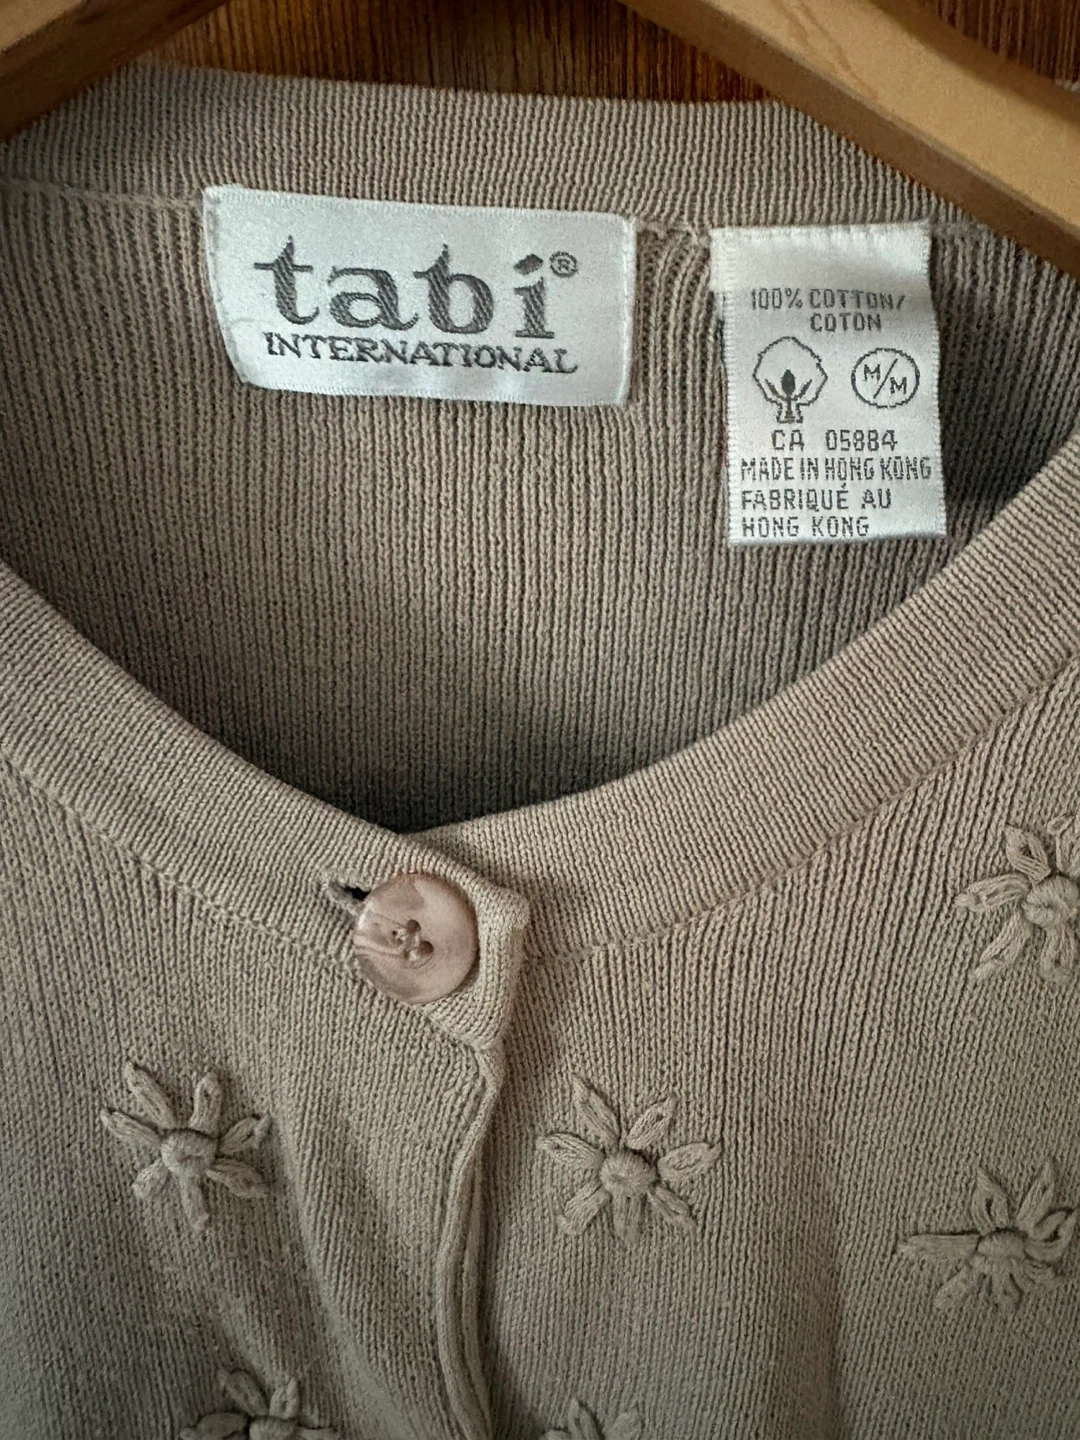 tabi®
INTERNATIONAL
100% COTTON/
COTON
M/M
CA 05884
MADE IN HONG KONG
FABRIQUÉ AU
HONG KONG